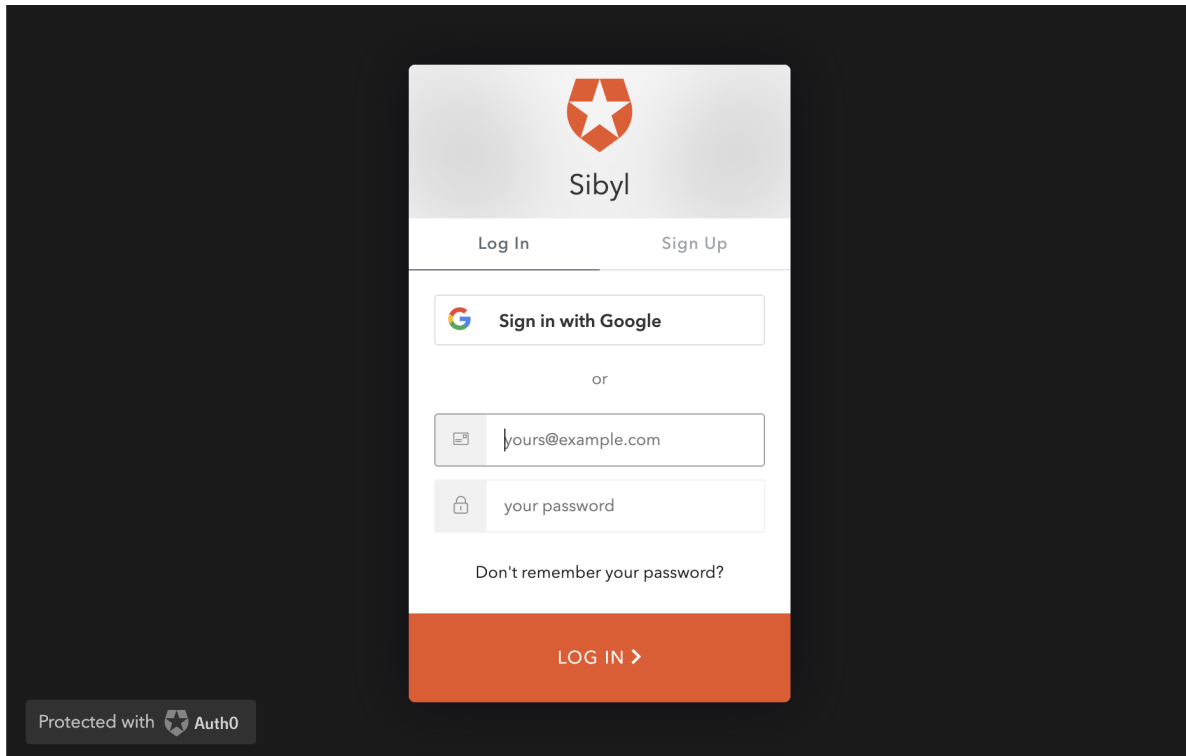 Sibyl
Log In Sign Up
Sign in with Google
or
yours@example.com
your password
Don't remember your password?
LOG IN
Protected with Auth0